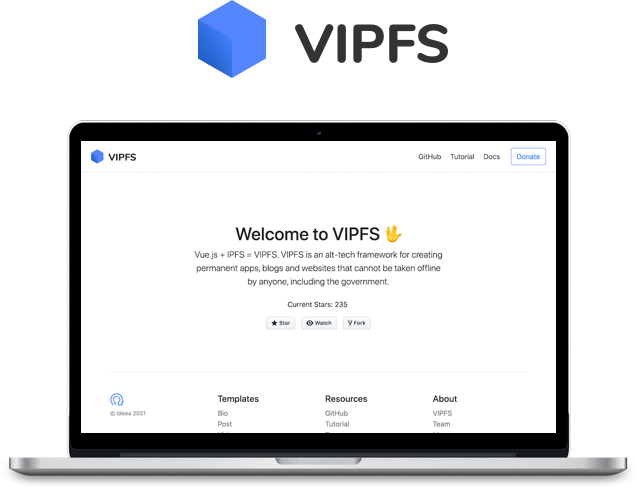 VIPFS
VIPFS
GitHub Tutorial Docs Donate
Welcome to VIPFS 🖖
Vue.js + IPFS = VIPFS. VIPFS is an alt-tech framework for creating
permanent apps, blogs and websites that cannot be taken offline
by anyone, including the government.
Current Stars: 235
Star Watch Fork
© Ideea 2021
Templates
Bio
Post
Resources
GitHub
Tutorial
About
VIPFS
Team